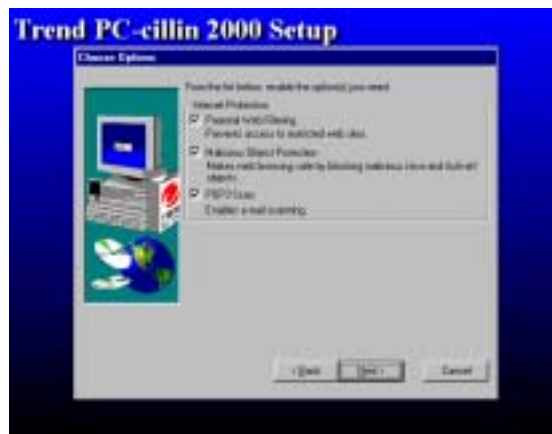 Trend PC-cillin 2000 Setup
Choose Options
From the list below, enable the option(s) you need.
Internet Protection
Personal Web Filtering
Prevents access to restricted web sites.
Malicious Object Protection
Makes web browsing safe by blocking malicious Java and ActiveX
objects.
POP3 Scan
Enables e-mail scanning.
< Back
Next >
Cancel